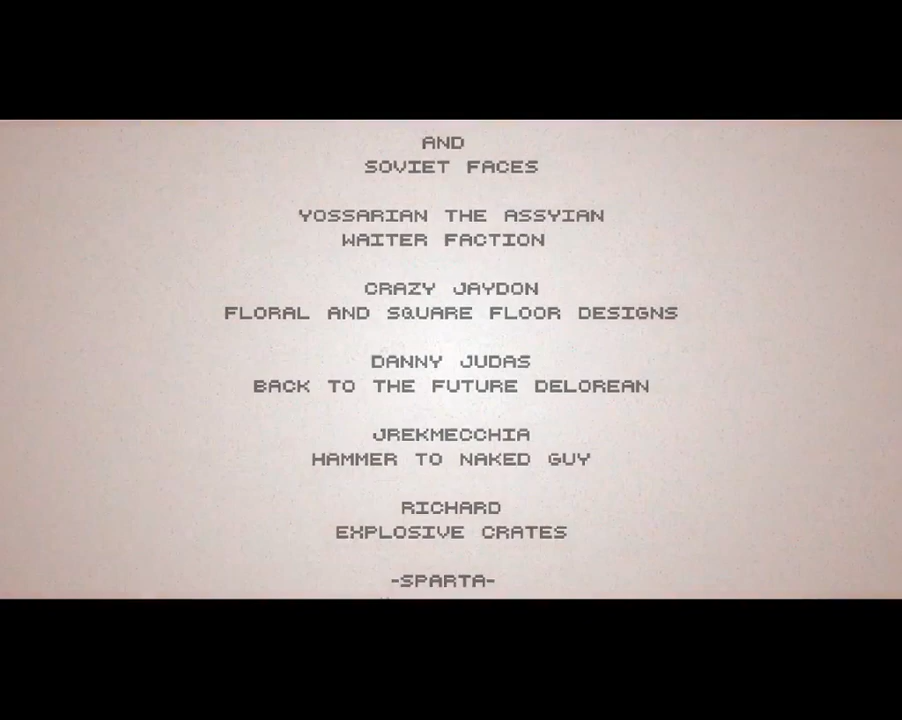 AND
SOVIET FACES
YOSSARIAN THE ASSYIAN
WAITER FACTION
CRAZY JAYDON
FLORAL AND SQUARE FLOOR DESIGNS
DANNY JUDAS
BACK TO THE FUTURE DELOREAN
JREKMECCHIA
HAMMER TO NAKED GUY
RICHARD
EXPLOSIVE CRATES
-SPARTA-